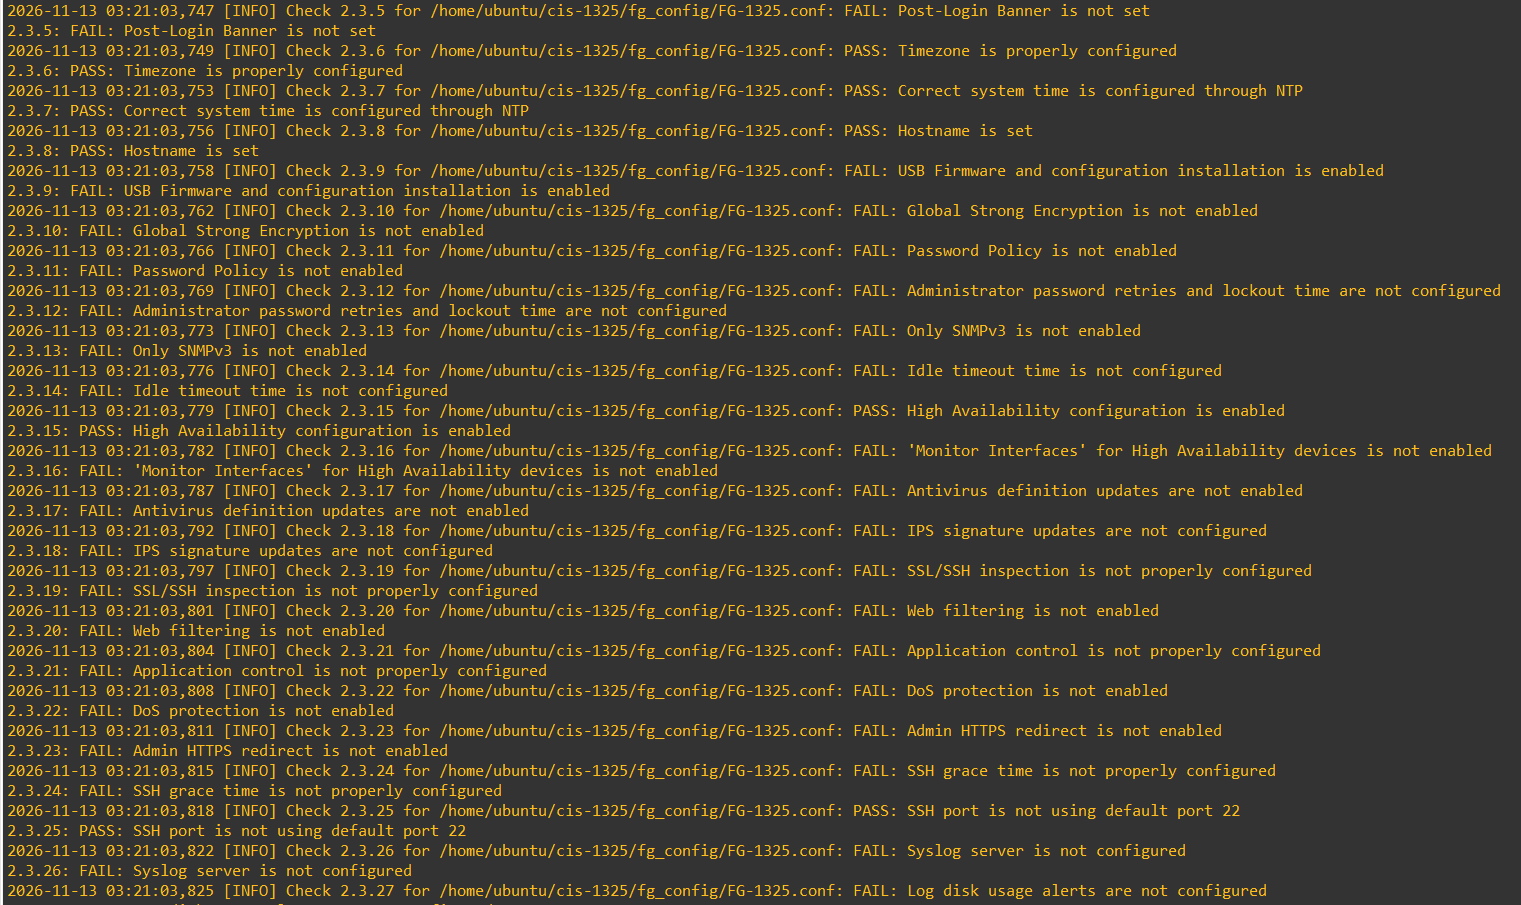 2026-11-13 03:21:03,747 [INFO] Check 2.3.5 for /home/ubuntu/cis-1325/fg_config/FG-1325.conf: FAIL: Post-Login Banner is not set
2.3.5: FAIL: Post-Login Banner is not set
2026-11-13 03:21:03,749 [INFO] Check 2.3.6 for /home/ubuntu/cis-1325/fg_config/FG-1325.conf: PASS: Timezone is properly configured
2.3.6: PASS: Timezone is properly configured
2026-11-13 03:21:03,753 [INFO] Check 2.3.7 for /home/ubuntu/cis-1325/fg_config/FG-1325.conf: PASS: Correct system time is configured through NTP
2.3.7: PASS: Correct system time is configured through NTP
2026-11-13 03:21:03,756 [INFO] Check 2.3.8 for /home/ubuntu/cis-1325/fg_config/FG-1325.conf: PASS: Hostname is set
2.3.8: PASS: Hostname is set
2026-11-13 03:21:03,758 [INFO] Check 2.3.9 for /home/ubuntu/cis-1325/fg_config/FG-1325.conf: FAIL: USB Firmware and configuration installation is enabled
2.3.9: FAIL: USB Firmware and configuration installation is enabled
2026-11-13 03:21:03,762 [INFO] Check 2.3.10 for /home/ubuntu/cis-1325/fg_config/FG-1325.conf: FAIL: Global Strong Encryption is not enabled
2.3.10: FAIL: Global Strong Encryption is not enabled
2026-11-13 03:21:03,766 [INFO] Check 2.3.11 for /home/ubuntu/cis-1325/fg_config/FG-1325.conf: FAIL: Password Policy is not enabled
2.3.11: FAIL: Password Policy is not enabled
2026-11-13 03:21:03,769 [INFO] Check 2.3.12 for /home/ubuntu/cis-1325/fg_config/FG-1325.conf: FAIL: Administrator password retries and lockout time are not configured
2.3.12: FAIL: Administrator password retries and lockout time are not configured
2026-11-13 03:21:03,773 [INFO] Check 2.3.13 for /home/ubuntu/cis-1325/fg_config/FG-1325.conf: FAIL: Only SNMPv3 is not enabled
2.3.13: FAIL: Only SNMPv3 is not enabled
2026-11-13 03:21:03,776 [INFO] Check 2.3.14 for /home/ubuntu/cis-1325/fg_config/FG-1325.conf: FAIL: Idle timeout time is not configured
2.3.14: FAIL: Idle timeout time is not configured
2026-11-13 03:21:03,779 [INFO] Check 2.3.15 for /home/ubuntu/cis-1325/fg_config/FG-1325.conf: PASS: High Availability configuration is enabled
2.3.15: PASS: High Availability configuration is enabled
2026-11-13 03:21:03,782 [INFO] Check 2.3.16 for /home/ubuntu/cis-1325/fg_config/FG-1325.conf: FAIL: 'Monitor Interfaces' for High Availability devices is not enabled
2.3.16: FAIL: 'Monitor Interfaces' for High Availability devices is not enabled
2026-11-13 03:21:03,787 [INFO] Check 2.3.17 for /home/ubuntu/cis-1325/fg_config/FG-1325.conf: FAIL: Antivirus definition updates are not enabled
2.3.17: FAIL: Antivirus definition updates are not enabled
2026-11-13 03:21:03,792 [INFO] Check 2.3.18 for /home/ubuntu/cis-1325/fg_config/FG-1325.conf: FAIL: IPS signature updates are not configured
2.3.18: FAIL: IPS signature updates are not configured
2026-11-13 03:21:03,797 [INFO] Check 2.3.19 for /home/ubuntu/cis-1325/fg_config/FG-1325.conf: FAIL: SSL/SSH inspection is not properly configured
2.3.19: FAIL: SSL/SSH inspection is not properly configured
2026-11-13 03:21:03,801 [INFO] Check 2.3.20 for /home/ubuntu/cis-1325/fg_config/FG-1325.conf: FAIL: Web filtering is not enabled
2.3.20: FAIL: Web filtering is not enabled
2026-11-13 03:21:03,804 [INFO] Check 2.3.21 for /home/ubuntu/cis-1325/fg_config/FG-1325.conf: FAIL: Application control is not properly configured
2.3.21: FAIL: Application control is not properly configured
2026-11-13 03:21:03,808 [INFO] Check 2.3.22 for /home/ubuntu/cis-1325/fg_config/FG-1325.conf: FAIL: DoS protection is not enabled
2.3.22: FAIL: DoS protection is not enabled
2026-11-13 03:21:03,811 [INFO] Check 2.3.23 for /home/ubuntu/cis-1325/fg_config/FG-1325.conf: FAIL: Admin HTTPS redirect is not enabled
2.3.23: FAIL: Admin HTTPS redirect is not enabled
2026-11-13 03:21:03,815 [INFO] Check 2.3.24 for /home/ubuntu/cis-1325/fg_config/FG-1325.conf: FAIL: SSH grace time is not properly configured
2.3.24: FAIL: SSH grace time is not properly configured
2026-11-13 03:21:03,818 [INFO] Check 2.3.25 for /home/ubuntu/cis-1325/fg_config/FG-1325.conf: PASS: SSH port is not using default port 22
2.3.25: PASS: SSH port is not using default port 22
2026-11-13 03:21:03,822 [INFO] Check 2.3.26 for /home/ubuntu/cis-1325/fg_config/FG-1325.conf: FAIL: Syslog server is not configured
2.3.26: FAIL: Syslog server is not configured
2026-11-13 03:21:03,825 [INFO] Check 2.3.27 for /home/ubuntu/cis-1325/fg_config/FG-1325.conf: FAIL: Log disk usage alerts are not configured